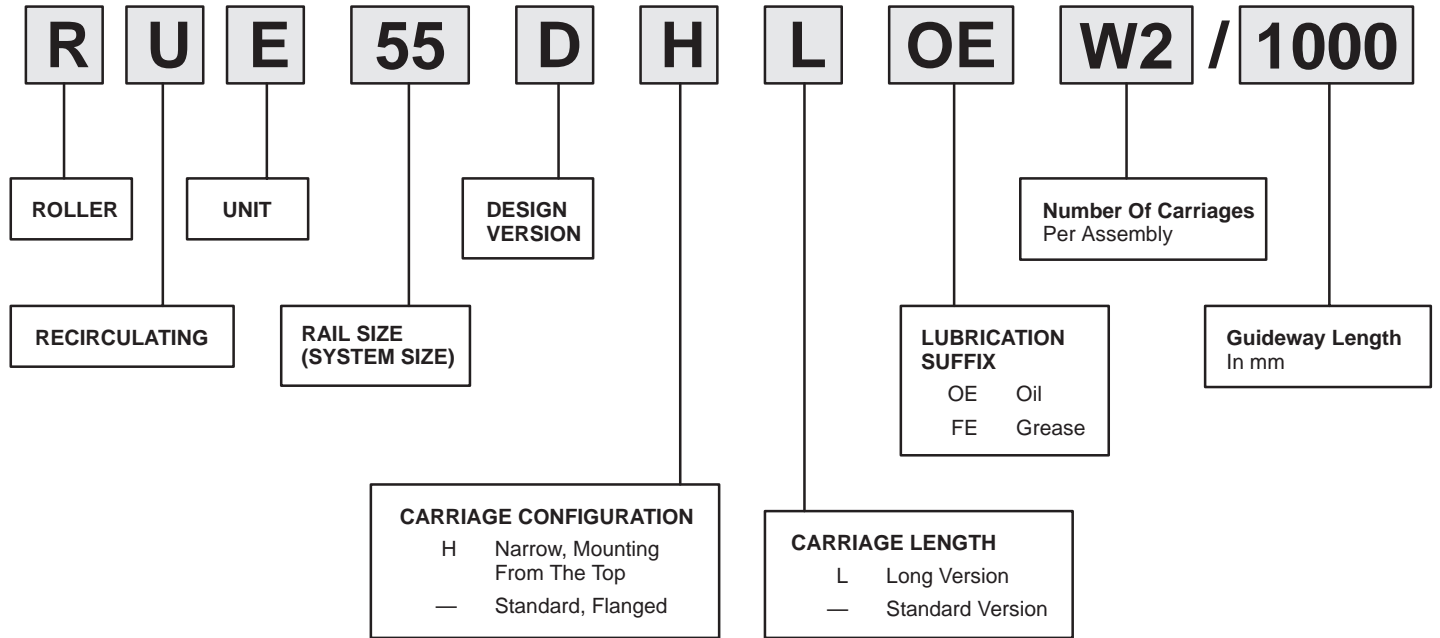 R U E 55 D H L OE W2 / 1000
ROLLER
UNIT
DESIGN
VERSION
Number Of Carriages
Per Assembly
RECIRCULATING
RAIL SIZE
(SYSTEM SIZE)
LUBRICATION
SUFFIX
OE Oil
FE Grease
Guideway Length
In mm
CARRIAGE CONFIGURATION
H Narrow, Mounting
From The Top
— Standard, Flanged
CARRIAGE LENGTH
L Long Version
— Standard Version